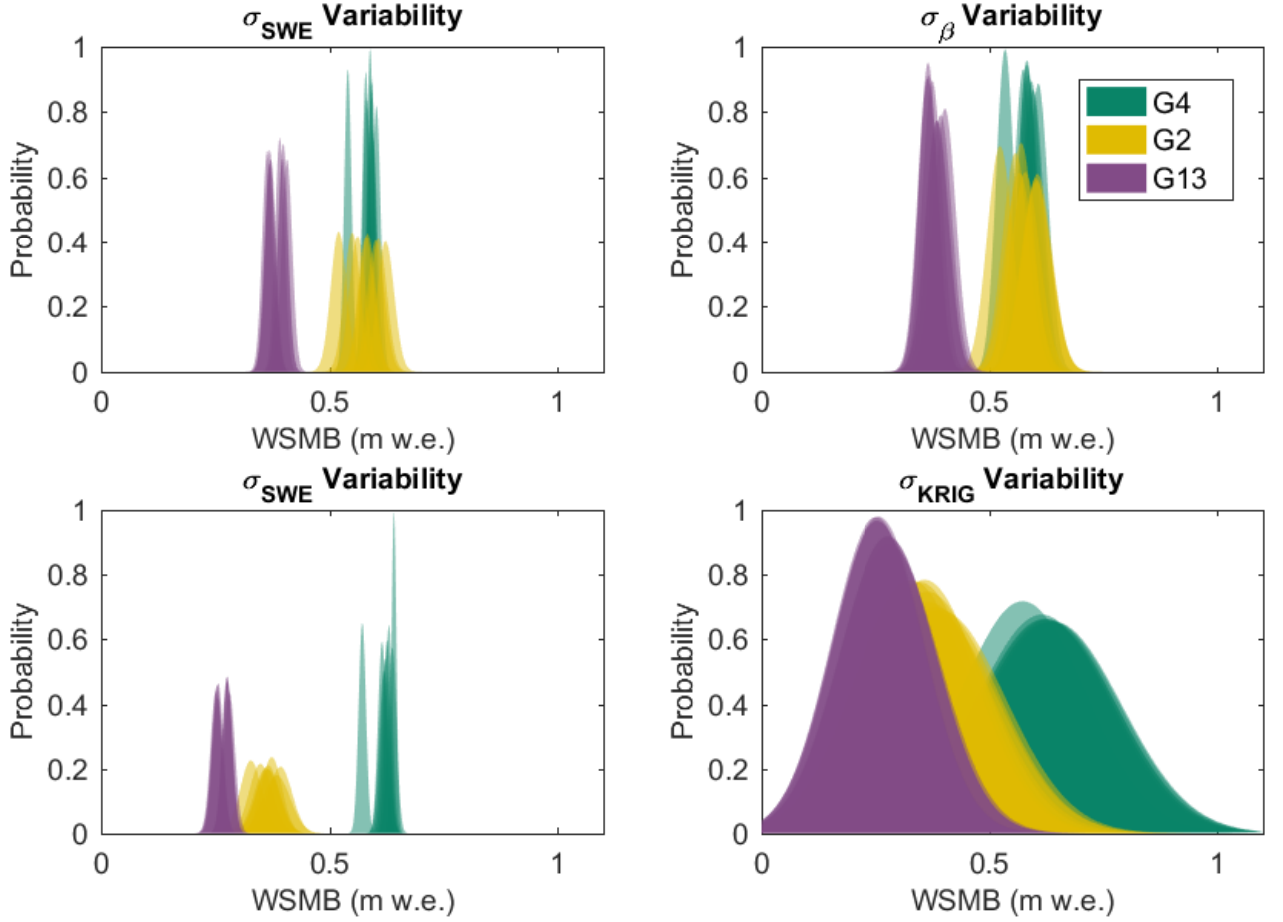 σSWE Variability
Probability
1
0.8
0.6
0.4
0.2
0
0
0.5
1
WSMB (m w.e.)
σβ Variability
Probability
1
0.8
0.6
0.4
0.2
0
G4
G2
G13
0
0.5
1
WSMB (m w.e.)
σSWE Variability
Probability
1
0.8
0.6
0.4
0.2
0
0
0.5
1
WSMB (m w.e.)
σKRIG Variability
Probability
1
0.8
0.6
0.4
0.2
0
0
0.5
1
WSMB (m w.e.)